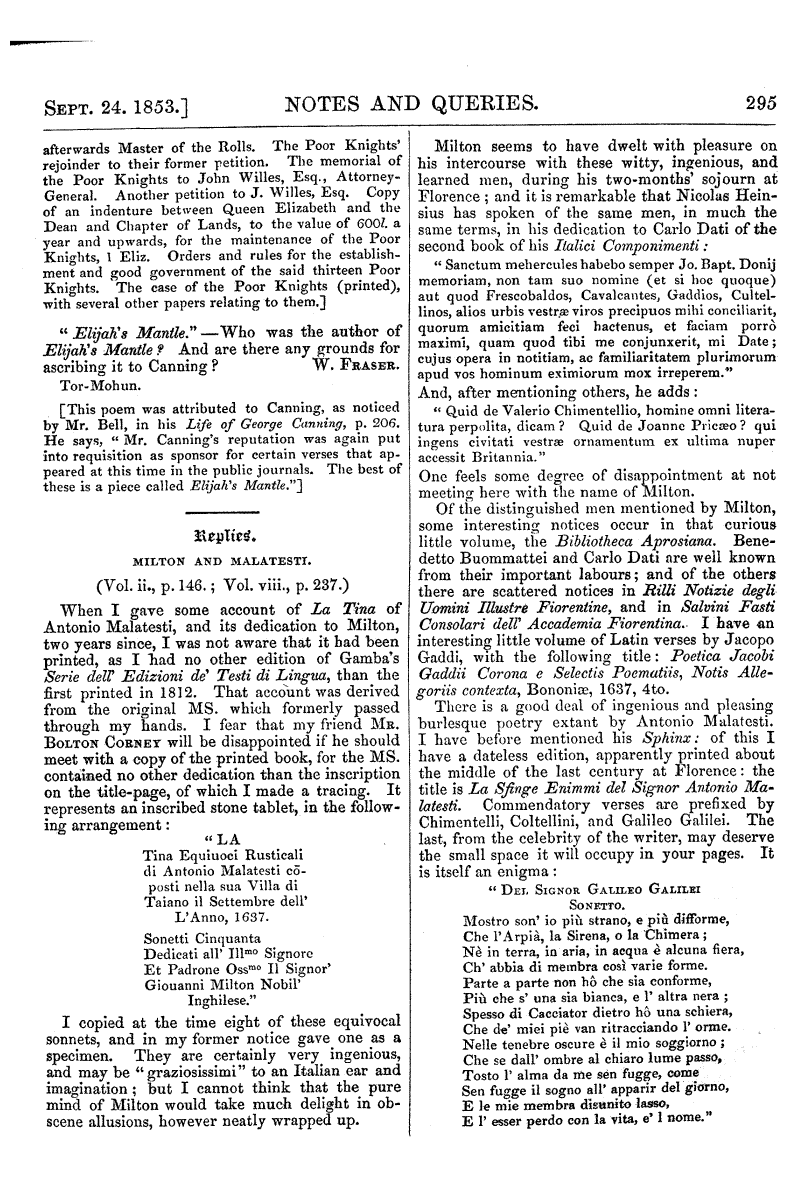 SEPT. 24. 1853.] NOTES AND QUERIES. 295
afterwards Master of the Rolls. The Poor Knights'
rejoinder to their former petition. The memorial of
the Poor Knights to John Willes, Esq., Attorney-
General. Another petition to J. Willes, Esq. Copy
of an indenture between Queen Elizabeth and the
Dean and Chapter of Lands, to the value of 600l. a
year and upwards, for the maintenance of the Poor
Knights, 1 Eliz. Orders and rules for the establish-
ment and good government of the said thirteen Poor
Knights. The case of the Poor Knights (printed),
with several other papers relating to them.]
"Elijah's Mantle."—Who was the author of
Elijah's Mantle? And are there any grounds for
ascribing it to Canning? W. FRASER.
Tor-Mohun.
[This poem was attributed to Canning, as noticed
by Mr. Bell, in his Life of George Canning, p. 206.
He says, "Mr. Canning's reputation was again put
into requisition as sponsor for certain verses that ap-
peared at this time in the public journals. The best of
these is a piece called Elijah's Mantle."]
Replies.
MILTON AND MALATESTI.
(Vol. ii., p. 146.; Vol. viii., p. 237.)
When I gave some account of La Tina of
Antonio Malatesti, and its dedication to Milton,
two years since, I was not aware that it had been
printed, as I had no other edition of Gamba's
Serie dell' Edizioni de' Testi di Lingua, than the
first printed in 1812. That account was derived
from the original MS. which formerly passed
through my hands. I fear that my friend MR.
BOLTON CORNEY will be disappointed if he should
meet with a copy of the printed book, for the MS.
contained no other dedication than the inscription
on the title-page, of which I made a tracing. It
represents an inscribed stone tablet, in the follow-
ing arrangement:
"LA
Tina Equiuoci Rusticali
di Antonio Malatesti cō-
posti nella sua Villa di
Taiano il Settembre dell'
L'Anno, 1637.
Sonetti Cinquanta
Dedicati all' Illmo Signore
Et Padrone Ossmo Il Signor'
Giouanni Milton Nobil'
Inghilese."
I copied at the time eight of these equivocal
sonnets, and in my former notice gave one as a
specimen. They are certainly very ingenious,
and may be "graziosissimi" to an Italian ear and
imagination; but I cannot think that the pure
mind of Milton would take much delight in ob-
scene allusions, however neatly wrapped up.
Milton seems to have dwelt with pleasure on
his intercourse with these witty, ingenious, and
learned men, during his two-months' sojourn at
Florence; and it is remarkable that Nicolas Hein-
sius has spoken of the same men, in much the
same terms, in his dedication to Carlo Dati of the
second book of his Italici Componimenti:
"Sanctum mehercules habebo semper Jo. Bapt. Donij
memoriam, non tam suo nomine (et si hoc quoque)
aut quod Frescobaldos, Cavalcantes, Gaddios, Cultel-
linos, alios urbis vestræ viros precipuos mihi conciliarit,
quorum amicitiam feci hactenus, et faciam porrò
maximi, quam quod tibi me conjunxerit, mi Date;
cujus opera in notitiam, ac familiaritatem plurimorum
apud vos hominum eximiorum mox irreperem."
And, after mentioning others, he adds:
"Quid de Valerio Chimentellio, homine omni litera-
tura perpolita, dicam? Quid de Joanne Pricæo? qui
ingens civitati vestræ ornamentum ex ultima nuper
accessit Britannia."
One feels some degree of disappointment at not
meeting here with the name of Milton.
Of the distinguished men mentioned by Milton,
some interesting notices occur in that curious
little volume, the Bibliotheca Aprosiana. Bene-
detto Buommattei and Carlo Dati are well known
from their important labours; and of the others
there are scattered notices in Rilli Notizie degli
Uomini Illustre Fiorentine, and in Salvini Fasti
Consolari dell' Accademia Fiorentina. I have an
interesting little volume of Latin verses by Jacopo
Gaddi, with the following title: Poetica Jacobi
Gaddii Corona e Selectis Poematiis, Notis Alle-
goriis contexta, Bononiæ, 1637, 4to.
There is a good deal of ingenious and pleasing
burlesque poetry extant by Antonio Malatesti.
I have before mentioned his Sphinx: of this I
have a dateless edition, apparently printed about
the middle of the last century at Florence: the
title is La Sfinge Enimmi del Signor Antonio Ma-
latesti. Commendatory verses are prefixed by
Chimentelli, Coltellini, and Galileo Galilei. The
last, from the celebrity of the writer, may deserve
the small space it will occupy in your pages. It
is itself an enigma:
"DEL SIGNOR GALILEO GALILEI
SONETTO.
Mostro son' io più strano, e più difforme,
Che l'Arpià, la Sirena, o la Chimera;
Nè in terra, in aria, in acqua è alcuna fiera,
Ch' abbia di membra così varie forme.
Parte a parte non hò che sia conforme,
Più che s' una sia bianca, e l' altra nera;
Spesso di Cacciator dietro hò una schiera,
Che de' miei piè van ritracciando l' orme.
Nelle tenebre oscure è il mio soggiorno;
Che se dall' ombre al chiaro lume passo,
Tosto l' alma da me sen fugge, come
Sen fugge il sogno all' apparir del giorno,
E le mie membra disunito lasso,
E l' esser perdo con la vita, e' l nome."